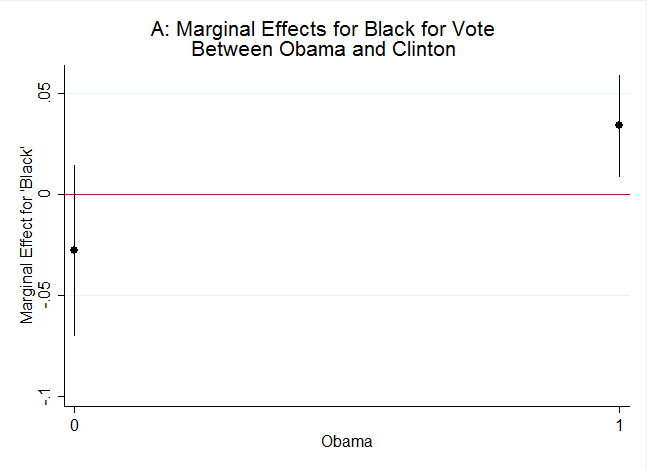 A: Marginal Effects for Black for Vote
Between Obama and Clinton
Marginal Effect for 'Black'
.05
0
-.05
-.1
0
1
Obama